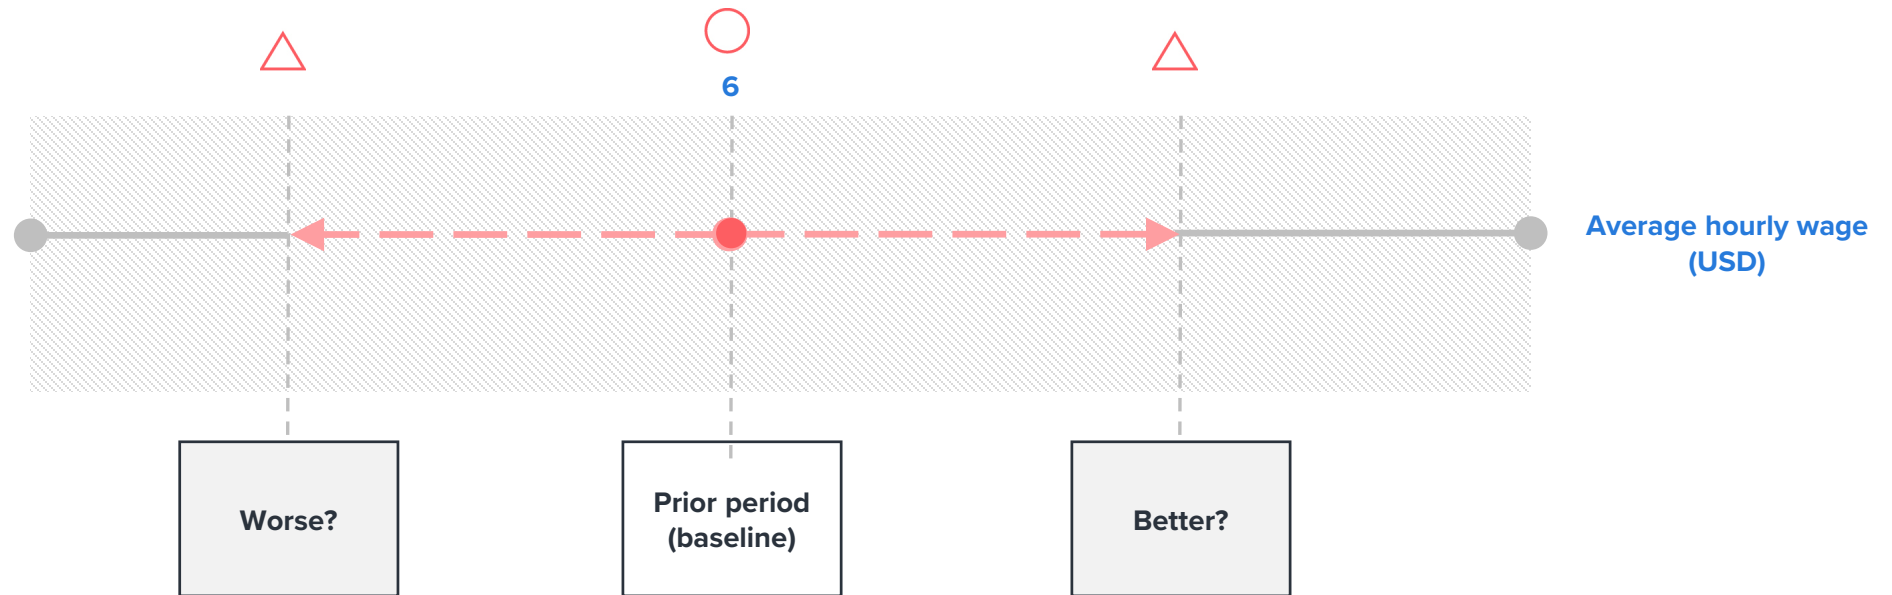 6
Average hourly wage
(USD)
Worse?
Prior period
(baseline)
Better?